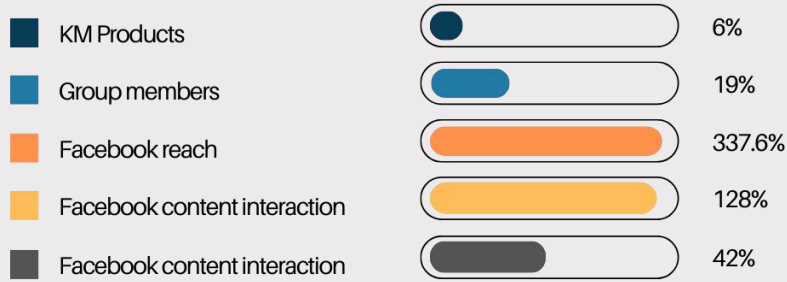 KM Products 6%
Group members 19%
Facebook reach 337.6%
Facebook content interaction 128%
Facebook content interaction 42%